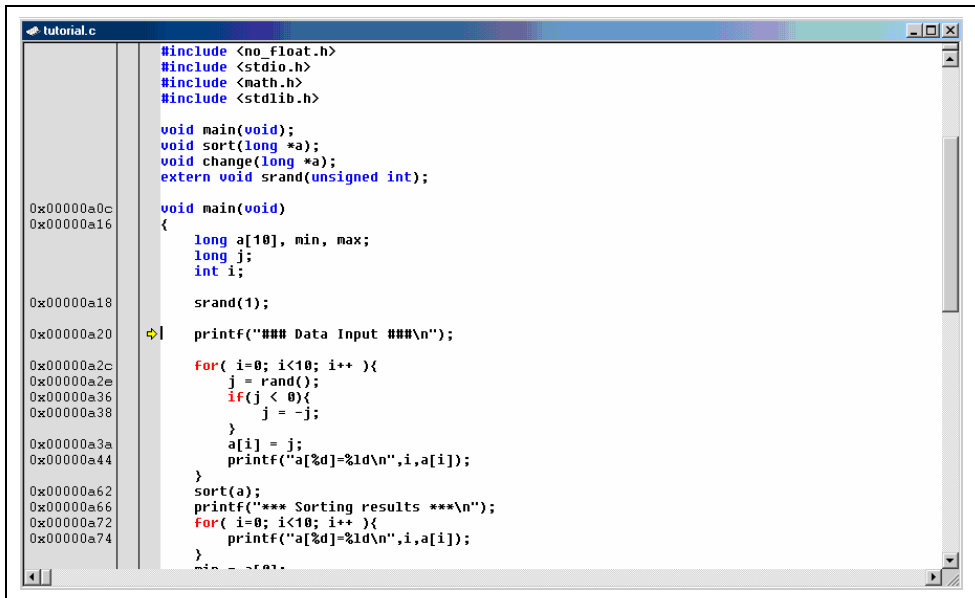 tutorial.c
#include <no_float.h>
#include <stdio.h>
#include <math.h>
#include <stdlib.h>
void main(void);
void sort(long *a);
void change(long *a);
extern void srand(unsigned int);
0x00000a0c void main(void)
0x00000a16 {
long a[10], min, max;
long j;
int i;
0x00000a18 srand(1);
0x00000a20 printf("### Data Input ###\n");
0x00000a2c for( i=0; i<10; i++ ){
0x00000a2e j = rand();
0x00000a36 if(j < 0){
0x00000a38 j = -j;
}
0x00000a3a a[i] = j;
0x00000a44 printf("a[%d]=%ld\n",i,a[i]);
}
0x00000a62 sort(a);
0x00000a66 printf("*** Sorting results ***\n");
0x00000a72 for( i=0; i<10; i++ ){
0x00000a74 printf("a[%d]=%ld\n",i,a[i]);
}
min = a[0];